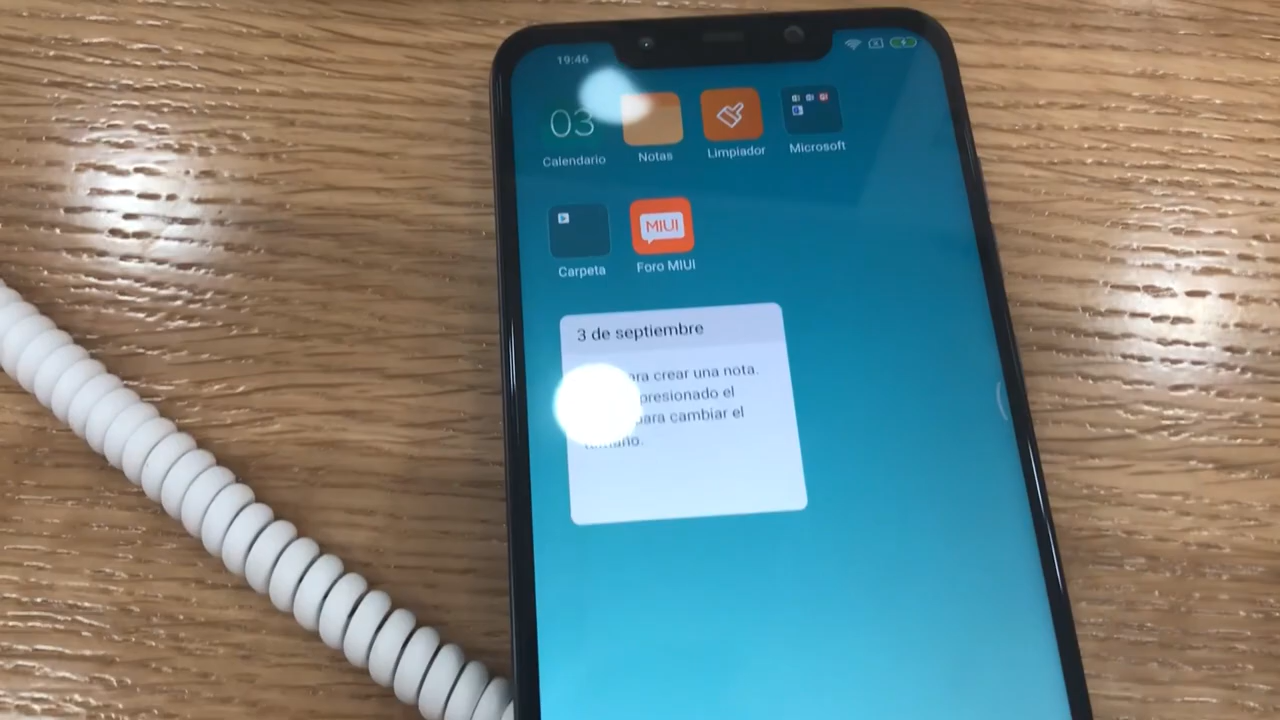 19:46
03
Calendario
Notas
Limpiador
Microsoft
MIUI
Carpeta
Foro MIUI
3 de septiembre
crear una nota.
presionado el
para cambiar el
tamaño.